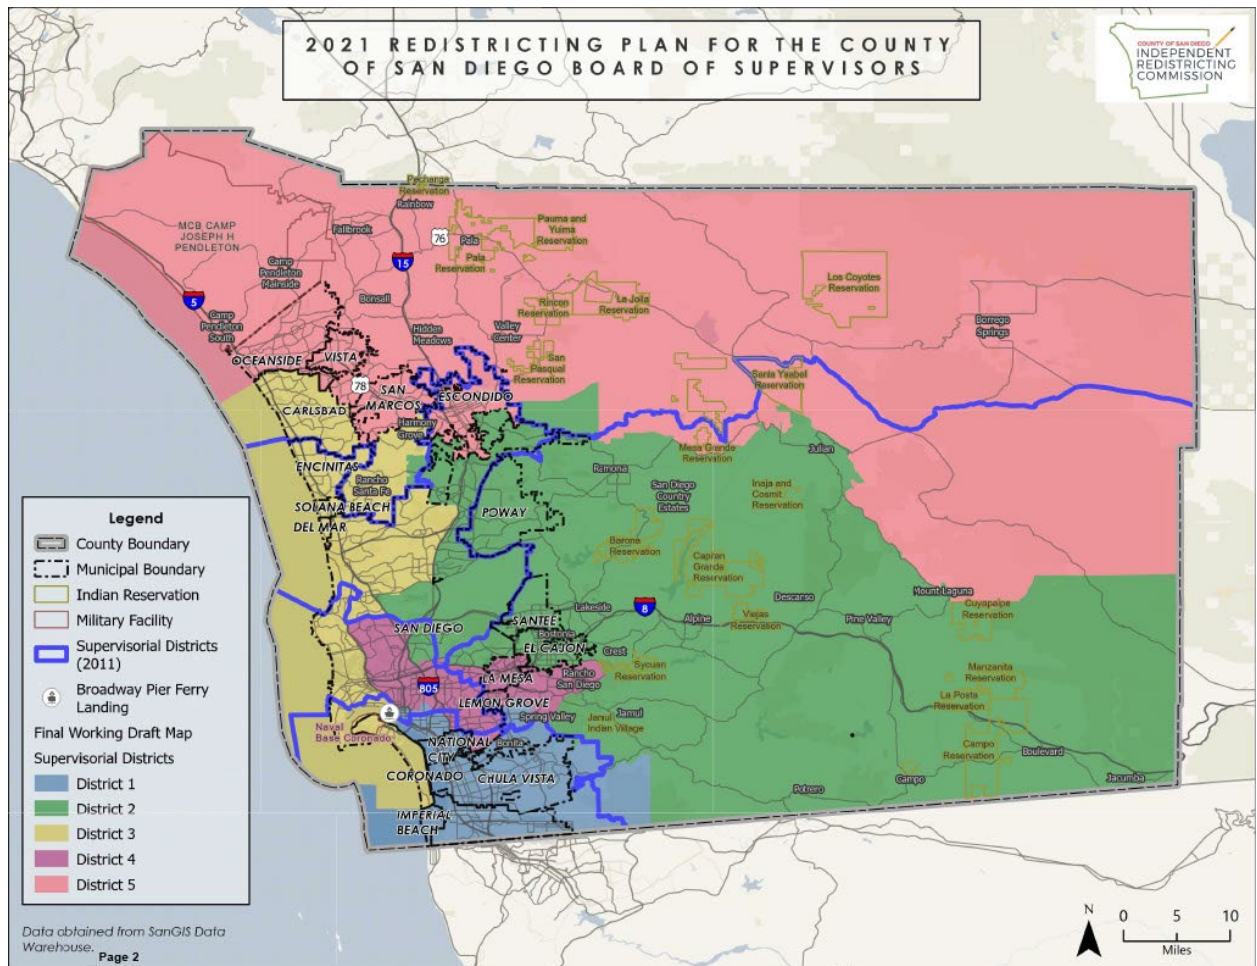 2021 REDISTRICTING PLAN FOR THE COUNTY
OF SAN DIEGO BOARD OF SUPERVISORS
COUNTY OF SAN DIEGO
INDEPENDENT
REDISTRICTING
COMMISSION
Pechanga
Reservation
Rainbow
MCB CAMP
JOSEPH H
PENDLETON
Fallbrook
76
Pala
Pauma and
Yuima
Reservation
Pala
Reservation
15
Camp
Pendleton
Mainside
Los Coyotes
Reservation
5
Bonsall
Rincon
Reservation
La Jolla
Reservation
Camp
Pendleton
South
Hidden
Meadows
Valley
Center
Borrego
Springs
OCEANSIDE
VISTA
San
Pasqual
Reservation
Santa Ysabel
Reservation
78
SAN
MARCOS
ESCONDIDO
CARLSBAD
Harmony
Grove
Mesa Grande
Reservation
Julian
ENCINITAS
Ramona
Rancho
Santa Fe
San Diego
Country
Estates
Inaja and
Cosmit
Reservation
SOLANA BEACH
DEL MAR
POWAY
Barona
Reservation
Capitan
Grande
Reservation
Lakeside
8
Descanso
Mount Laguna
Cuyapaipe
Reservation
SAN DIEGO
SANTEE
Bostonia
Alpine
Viejas
Reservation
Pine Valley
EL CAJON
Crest
LA MESA
Rancho
San Diego
Sycuan
Reservation
Manzanita
Reservation
805
LEMON GROVE
La Posta
Reservation
Spring Valley
Jamul
Indian Village
Jamul
Naval
Base Coronado
NATIONAL
CITY
Bonita
Campo
Reservation
Boulevard
CORONADO
CHULA VISTA
Campo
Jacumba
Potrero
IMPERIAL
BEACH
Legend
County Boundary
Municipal Boundary
Indian Reservation
Military Facility
Supervisorial Districts
(2011)
Broadway Pier Ferry
Landing
Final Working Draft Map
Supervisorial Districts
District 1
District 2
District 3
District 4
District 5
Data obtained from SanGIS Data
Warehouse.
Page 2
N
0 5 10
Miles